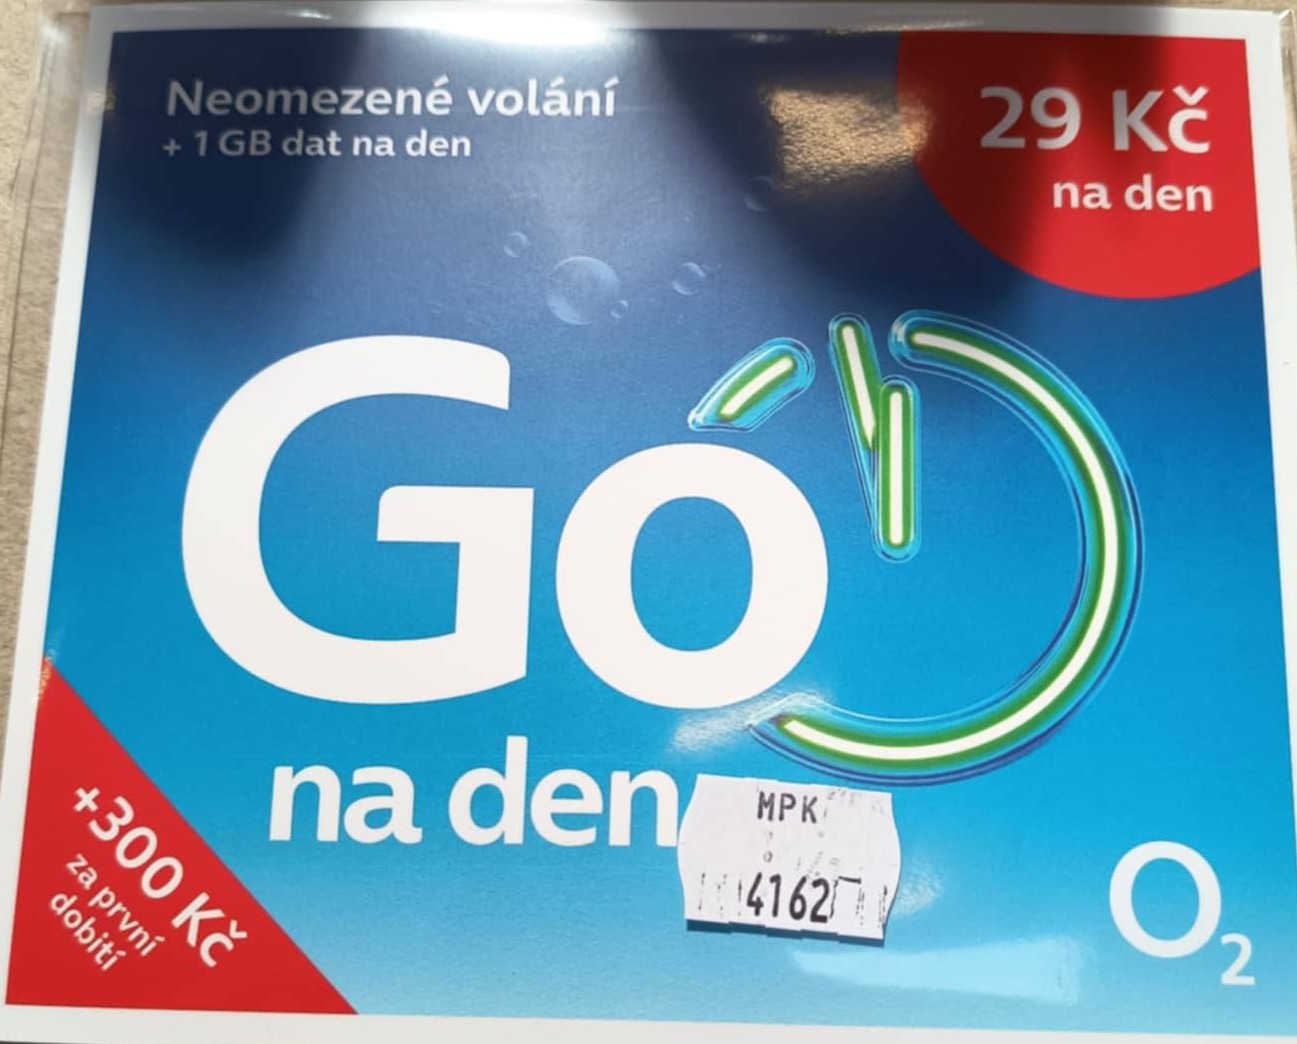 Neomezené volání
+ 1 GB dat na den
29 Kč
na den
GÓ
na den
MPK
4162
+300 Kč
za první
dobití
O2